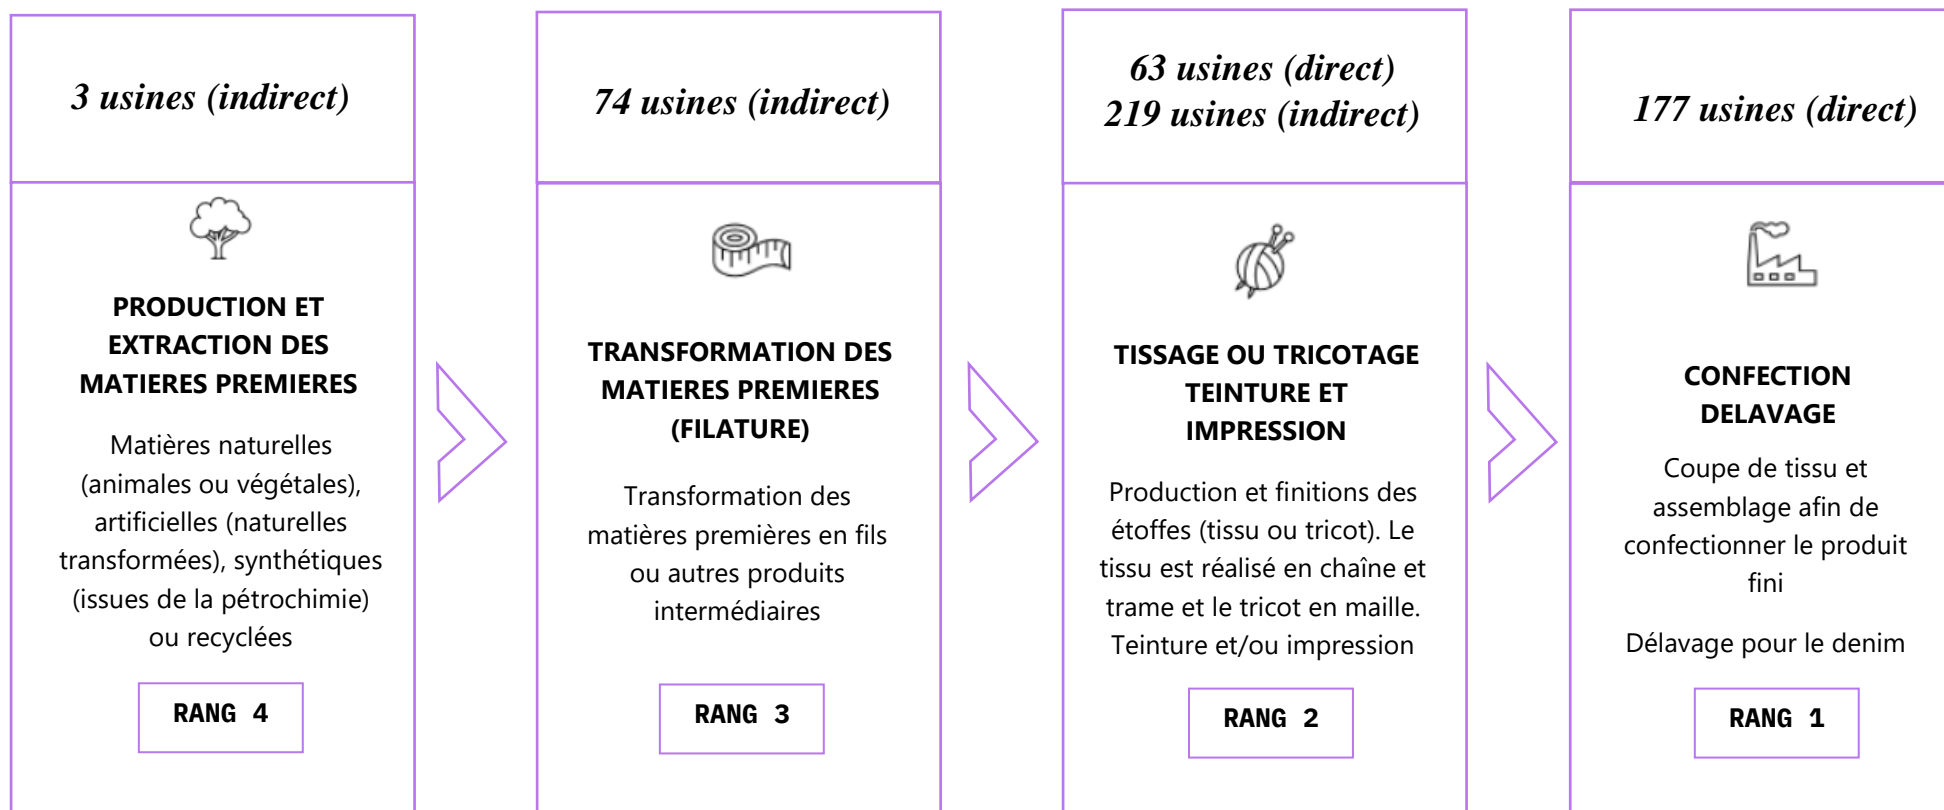 3 usines (indirect)
PRODUCTION ET
EXTRACTION DES
MATIERES PREMIERES
Matières naturelles
(animales ou végétales),
artificielles (naturelles
transformées), synthétiques
(issues de la pétrochimie)
ou recyclées
RANG 4
74 usines (indirect)
TRANSFORMATION DES
MATIERES PREMIERES
(FILATURE)
Transformation des
matières premières en fils
ou autres produits
intermédiaires
RANG 3
63 usines (direct)
219 usines (indirect)
TISSAGE OU TRICOTAGE
TEINTURE ET
IMPRESSION
Production et finitions des
étoffes (tissu ou tricot). Le
tissu est réalisé en chaîne et
trame et le tricot en maille.
Teinture et/ou impression
RANG 2
177 usines (direct)
CONFECTION
DELAVAGE
Coupe de tissu et
assemblage afin de
confectionner le produit
fini
Délavage pour le denim
RANG 1